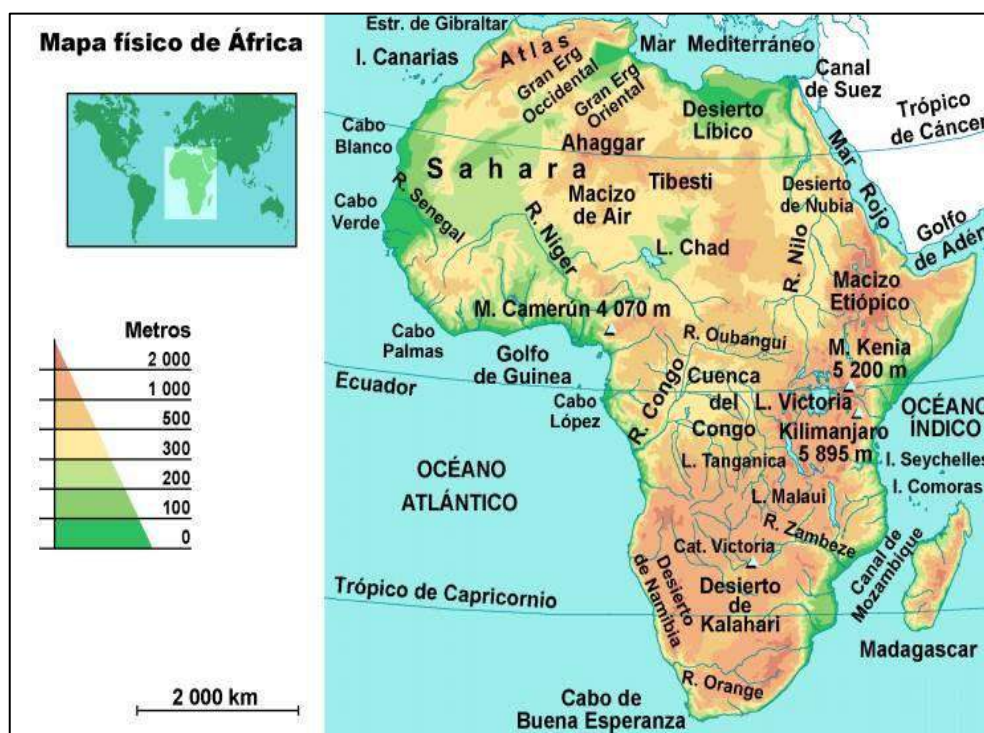 Mapa físico de África
Metros
2 000
1 000
500
300
200
100
0
2 000 km
Estr. de Gibraltar
Mar Mediterráneo
I. Canarias
Atlas
Gran Erg
Occidental
Gran Erg
Oriental
Canal
de Suez
Desierto
Líbico
Trópico
de Cáncer
Cabo
Blanco
Ahaggar
Sahara
Tibesti
Mar Rojo
Macizo
de Air
Desierto
de Nubia
Cabo
Verde
R. Senegal
R. Níger
L. Chad
R. Nilo
Golfo
de Adén
Macizo
Etiópico
M. Camerún 4 070 m
Cabo
Palmas
Golfo
de Guinea
R. Oubangui
M. Kenia
5 200 m
Ecuador
Cabo
López
R. Congo
Cuenca
del
Congo
L. Victoria
OCÉANO
ÍNDICO
Kilimanjaro
5 895 m
I. Seychelles
OCÉANO
ATLÁNTICO
L. Tanganica
I. Comoras
L. Malaui
R. Zambeze
Cat. Victoria
Canal de
Mozambique
Desierto
de Namibia
Trópico de Capricornio
Desierto
de
Kalahari
Madagascar
R. Orange
Cabo de
Buena Esperanza